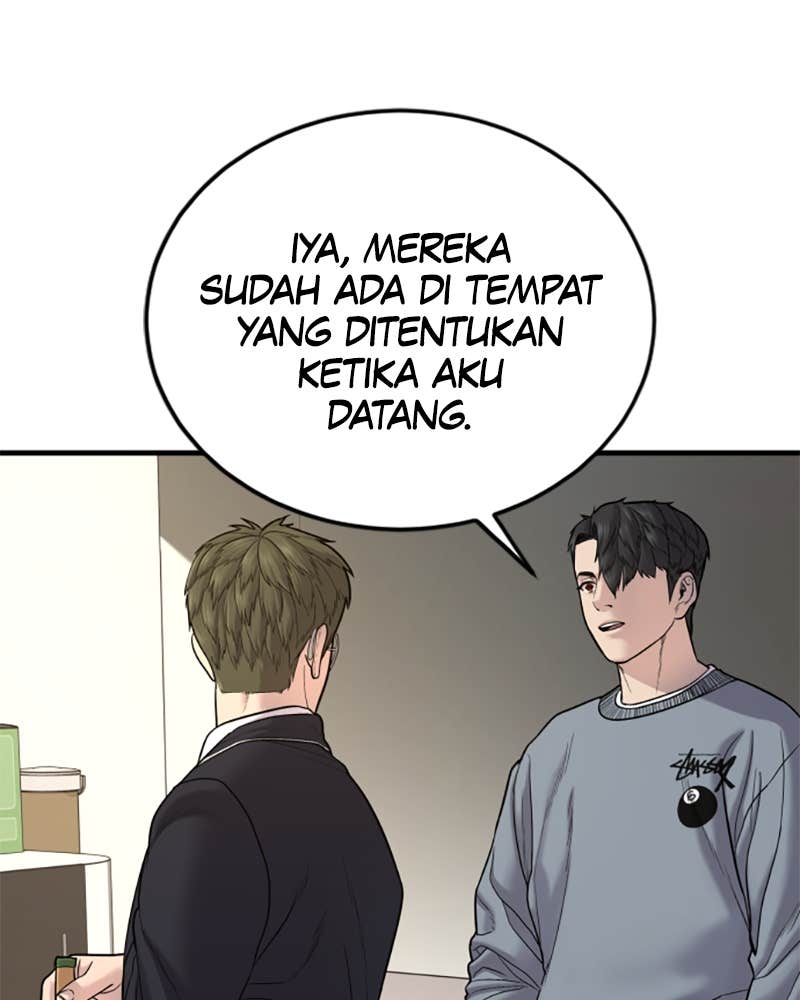 IYA, MEREKA
SUDAH ADA DI TEMPAT
YANG DITENTUKAN
KETIKA AKU
DATANG.